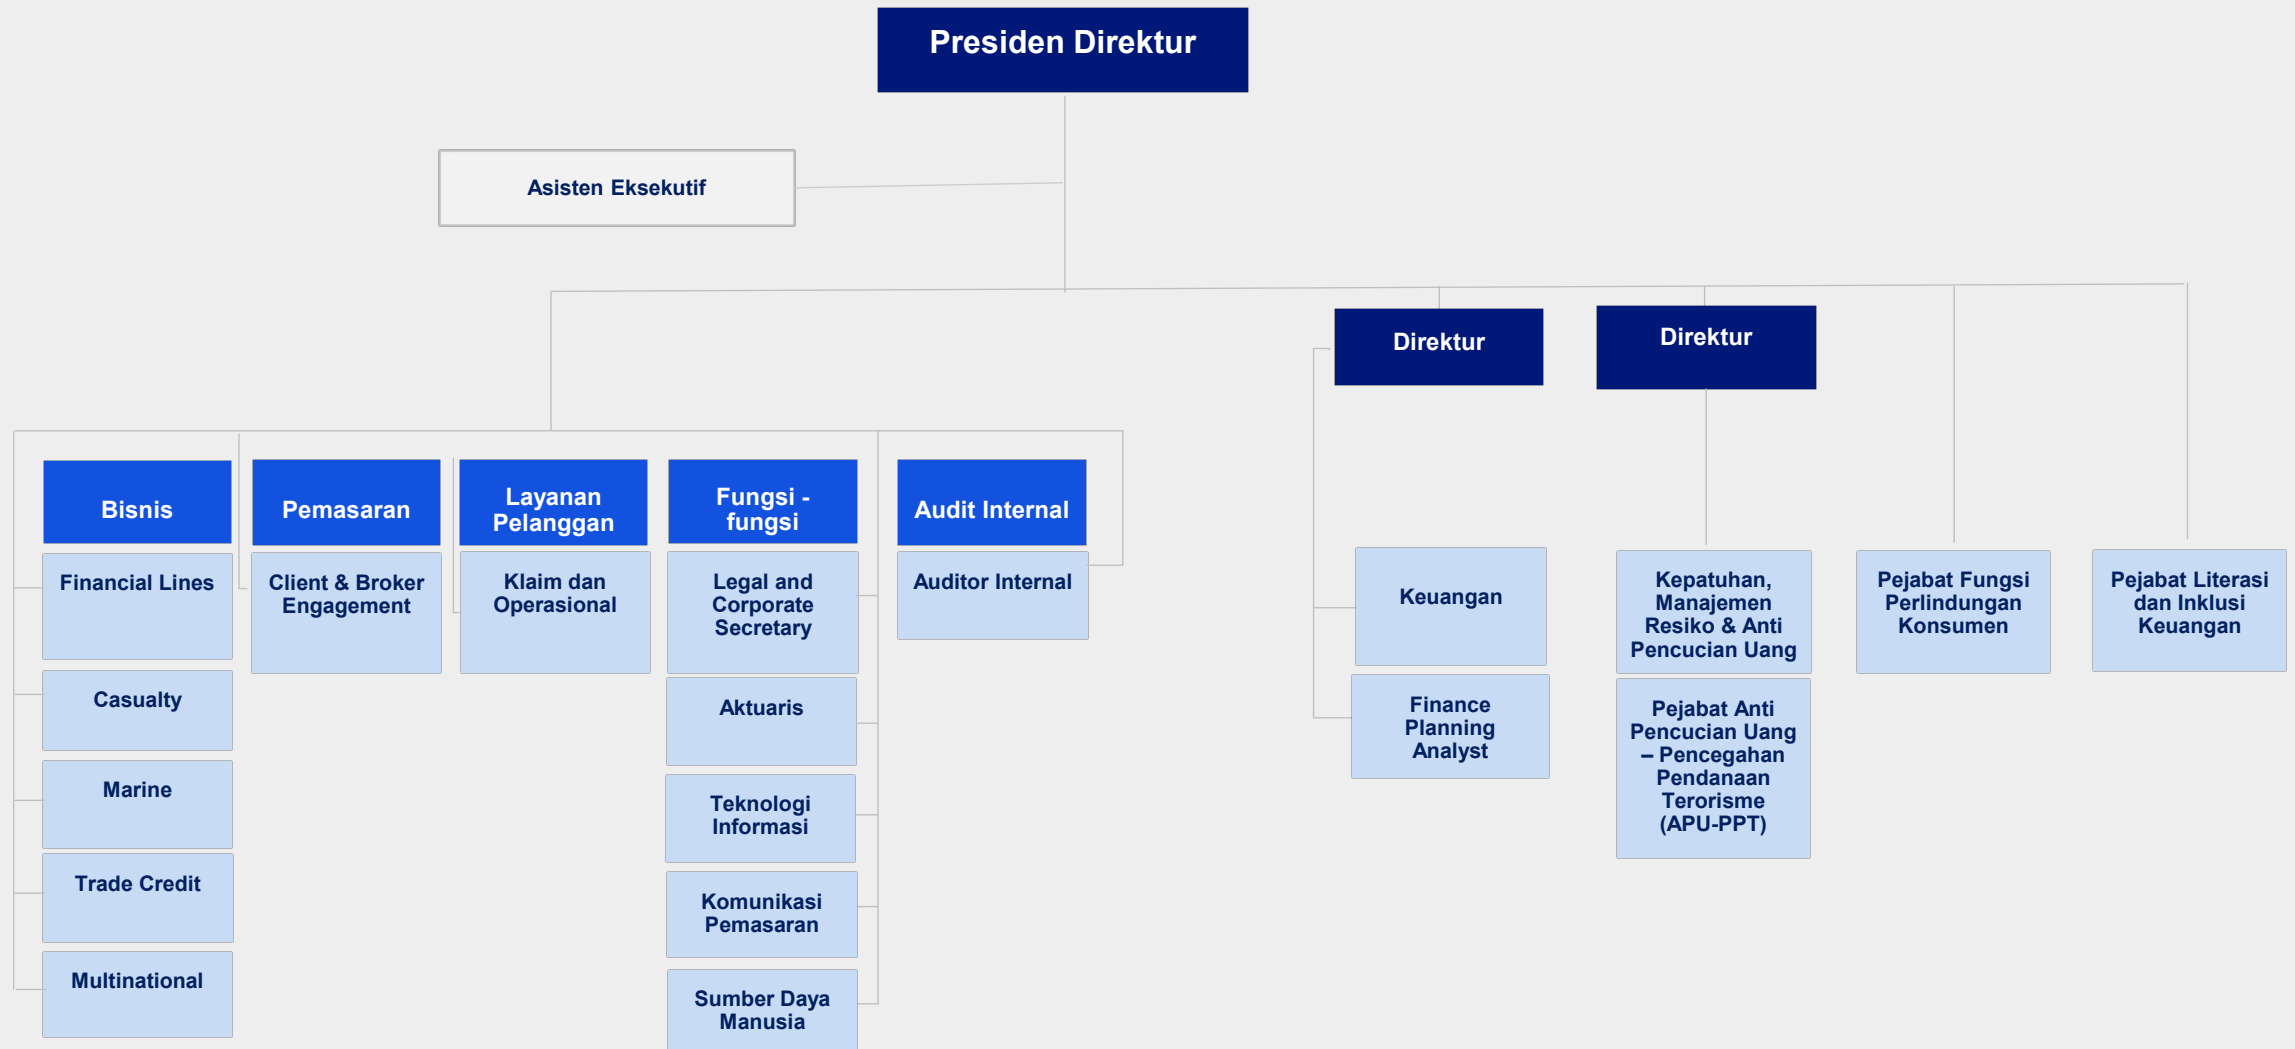 Presiden Direktur
Asisten Eksekutif
Direktur
Direktur
Bisnis
Financial Lines
Casualty
Marine
Trade Credit
Multinational
Pemasaran
Client & Broker
Engagement
Layanan
Pelanggan
Klaim dan
Operasional
Fungsi -
fungsi
Legal and
Corporate
Secretary
Aktuaris
Teknologi
Informasi
Komunikasi
Pemasaran
Sumber Daya
Manusia
Audit Internal
Auditor Internal
Keuangan
Finance
Planning
Analyst
Kepatuhan,
Manajemen
Resiko & Anti
Pencucian Uang
Pejabat Anti
Pencucian Uang
– Pencegahan
Pendanaan
Terorisme
(APU-PPT)
Pejabat Fungsi
Perlindungan
Konsumen
Pejabat Literasi
dan Inklusi
Keuangan